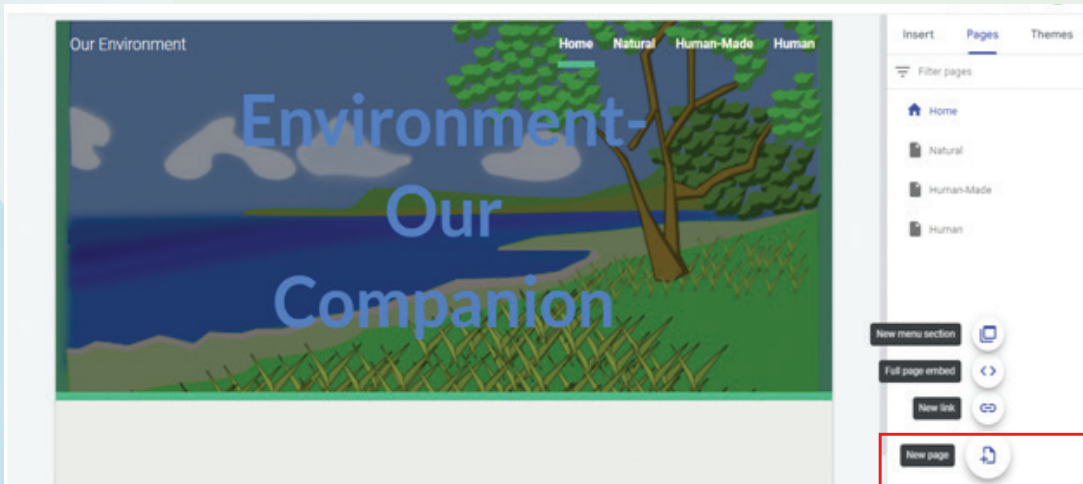 Our Environment
Home Natural Human-Made Human
Environment-
Our
Companion
Insert Pages Themes
Filter pages
Home
Natural
Human-Made
Human
New menu section
Full page embed
New link
New page